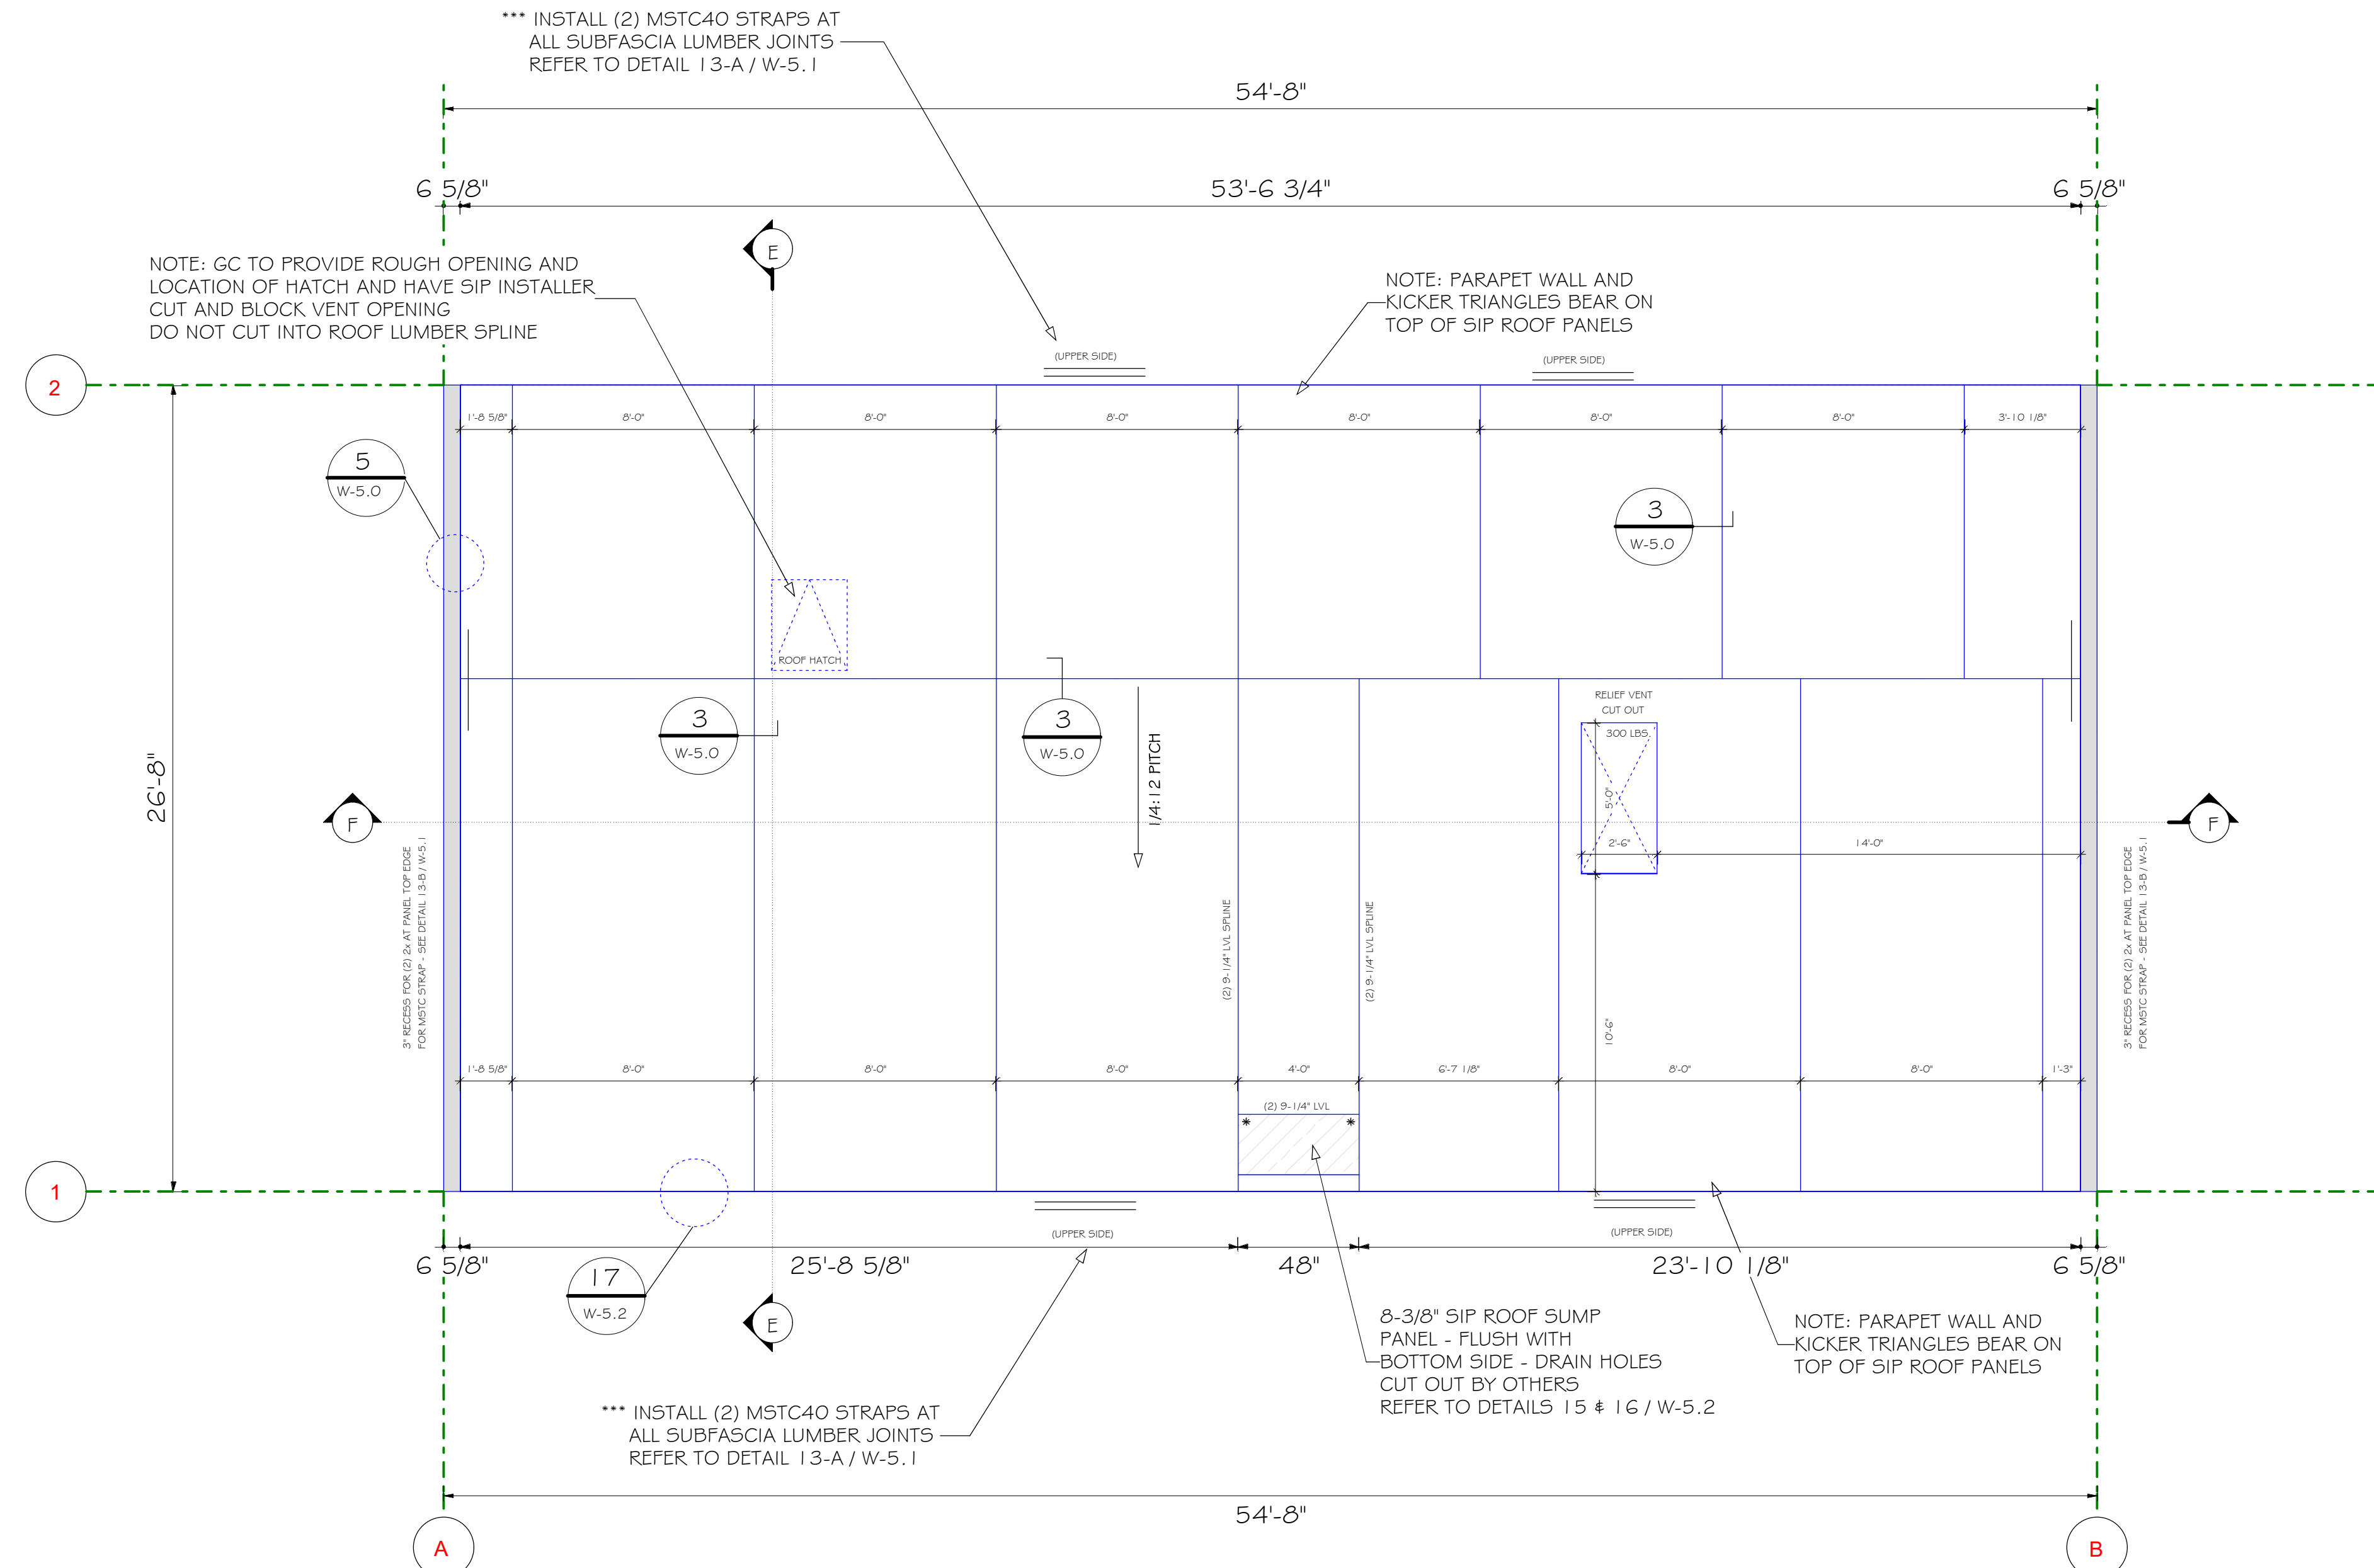 *** INSTALL (2) MSTC40 STRAPS AT
ALL SUBFASCIA LUMBER JOINTS
REFER TO DETAIL 13-A / W-5.1
54'-8"
6 5/8"
53'-6 3/4"
6 5/8"
E
NOTE: GC TO PROVIDE ROUGH OPENING AND
LOCATION OF HATCH AND HAVE SIP INSTALLER
CUT AND BLOCK VENT OPENING
DO NOT CUT INTO ROOF LUMBER SPLINE
NOTE: PARAPET WALL AND
KICKER TRIANGLES BEAR ON
TOP OF SIP ROOF PANELS
(UPPER SIDE)
(UPPER SIDE)
2
1'-8 5/8"
8'-0"
8'-0"
8'-0"
8'-0"
8'-0"
8'-0"
3'-10 1/8"
5
W-5.0
3
W-5.0
ROOF HATCH
3
W-5.0
3
W-5.0
RELIEF VENT
CUT OUT
300 LBS.
1/4:12 PITCH
26'-8"
5'-0"
F
F
2'-6"
14'-0"
3" RECESS FOR (2) 2x AT PANEL TOP EDGE
FOR MSTC STRAP - SEE DETAIL 13-B / W-5.1
(2) 9-1/4" LVL SPLINE
(2) 9-1/4" LVL SPLINE
10'-6"
3" RECESS FOR (2) 2x AT PANEL TOP EDGE
FOR MSTC STRAP - SEE DETAIL 13-B / W-5.1
1'-8 5/8"
8'-0"
8'-0"
8'-0"
4'-0"
6'-7 1/8"
8'-0"
8'-0"
1'-3"
(2) 9-1/4" LVL
* *
1
(UPPER SIDE)
(UPPER SIDE)
6 5/8"
25'-8 5/8"
48"
23'-10 1/8"
6 5/8"
17
W-5.2
E
8-3/8" SIP ROOF SUMP
PANEL - FLUSH WITH
BOTTOM SIDE - DRAIN HOLES
CUT OUT BY OTHERS
REFER TO DETAILS 15 & 16 / W-5.2
NOTE: PARAPET WALL AND
KICKER TRIANGLES BEAR ON
TOP OF SIP ROOF PANELS
*** INSTALL (2) MSTC40 STRAPS AT
ALL SUBFASCIA LUMBER JOINTS
REFER TO DETAIL 13-A / W-5.1
54'-8"
A
B